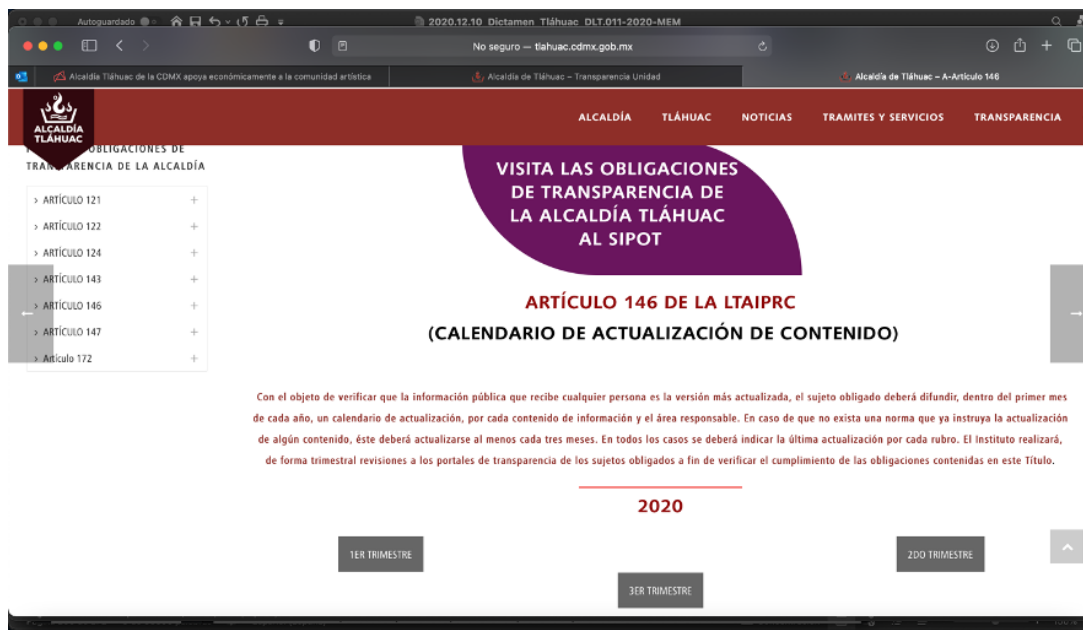 Autoguardado
2020.12.10_Dictamen_Tláhuac_DLT.011-2020-MEM
No seguro — tlahuac.cdmx.gob.mx
Alcaldía Tláhuac de la CDMX apoya económicamente a la comunidad artística
Alcaldía de Tláhuac – Transparencia Unidad
Alcaldía de Tláhuac – A-Artículo 146
ALCALDÍA
TLÁHUAC
ALCALDÍA TLÁHUAC NOTICIAS TRAMITES Y SERVICIOS TRANSPARENCIA
OBLIGACIONES DE
TRANSPARENCIA DE LA ALCALDÍA
> ARTÍCULO 121 +
> ARTÍCULO 122 +
> ARTÍCULO 124 +
> ARTÍCULO 143 +
> ARTÍCULO 146 +
> ARTÍCULO 147 +
> Artículo 172 +
VISITA LAS OBLIGACIONES
DE TRANSPARENCIA DE
LA ALCALDÍA TLÁHUAC
AL SIPOT
ARTÍCULO 146 DE LA LTAIPRC
(CALENDARIO DE ACTUALIZACIÓN DE CONTENIDO)
Con el objeto de verificar que la información pública que recibe cualquier persona es la versión más actualizada, el sujeto obligado deberá difundir, dentro del primer mes
de cada año, un calendario de actualización, por cada contenido de información y el área responsable. En caso de que no exista una norma que ya instruya la actualización
de algún contenido, éste deberá actualizarse al menos cada tres meses. En todos los casos se deberá indicar la última actualización por cada rubro. El Instituto realizará,
de forma trimestral revisiones a los portales de transparencia de los sujetos obligados a fin de verificar el cumplimiento de las obligaciones contenidas en este Título.
2020
1ER TRIMESTRE
2DO TRIMESTRE
3ER TRIMESTRE